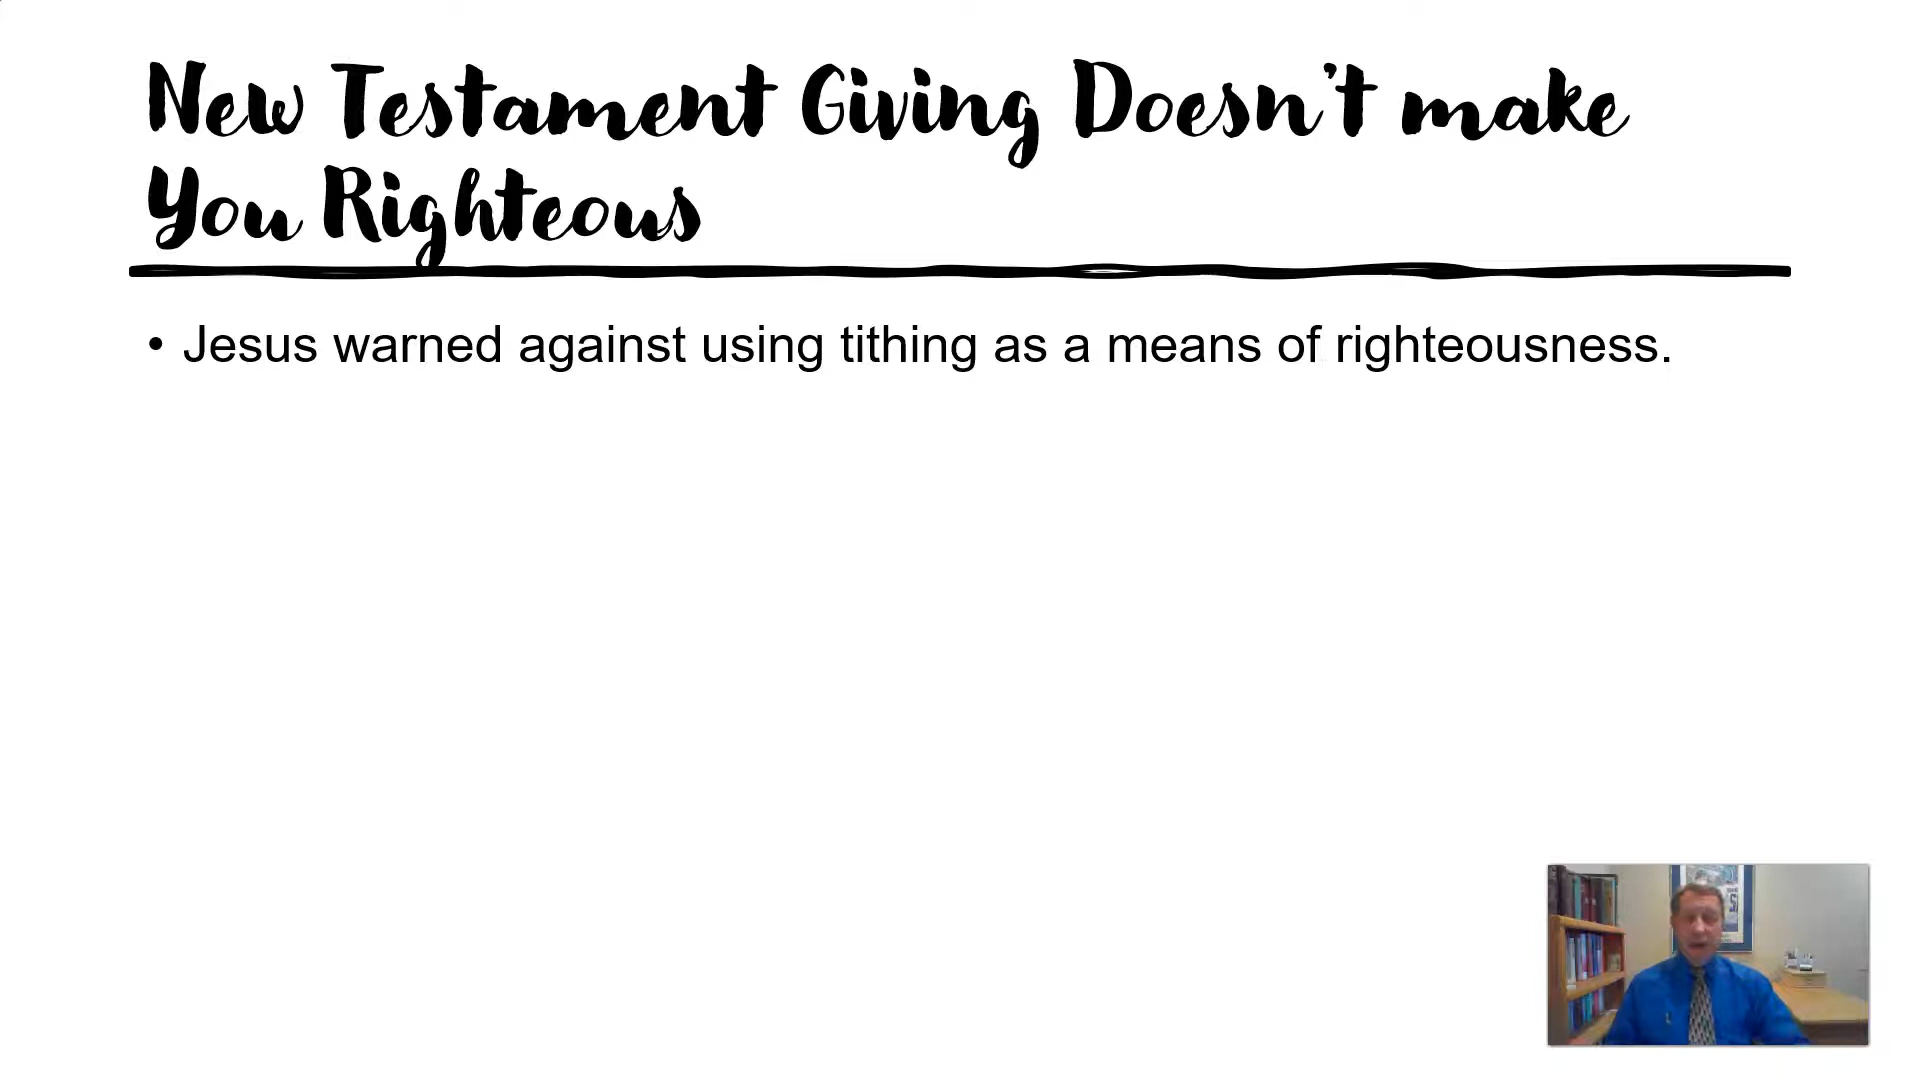 New Testament Giving Doesn't make
You Righteous
• Jesus warned against using tithing as a means of righteousness.